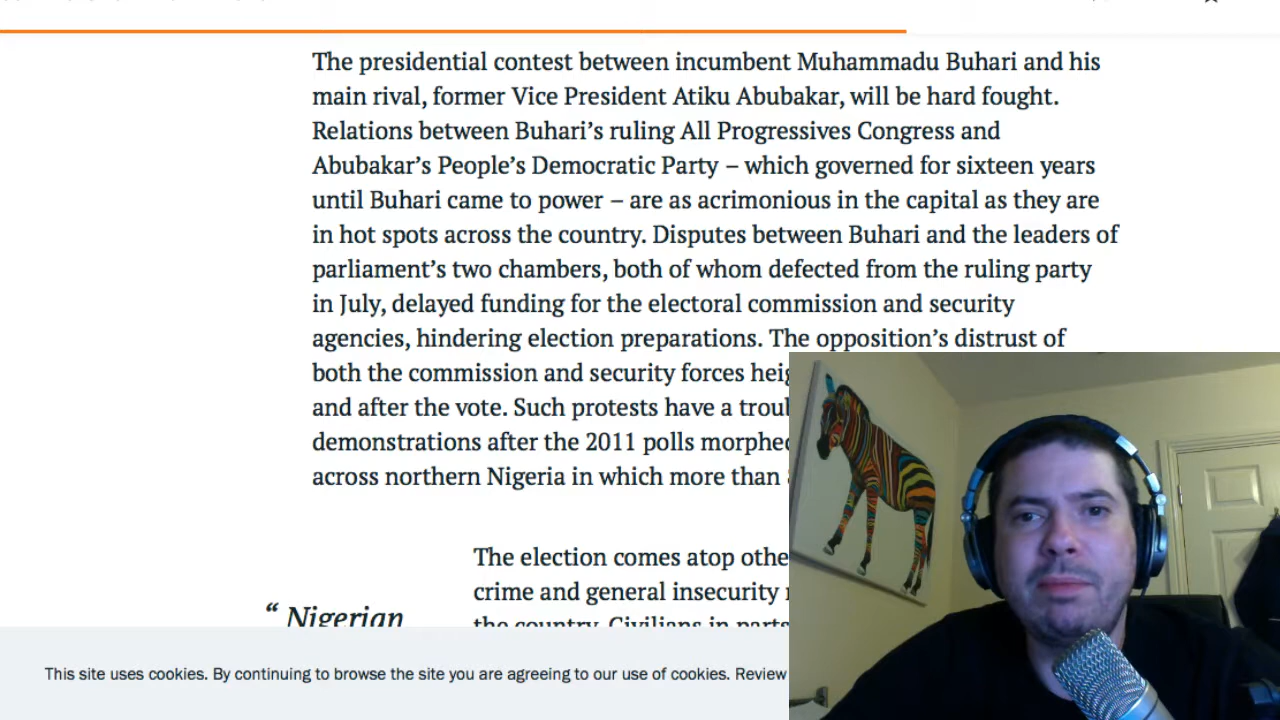 The presidential contest between incumbent Muhammadu Buhari and his
main rival, former Vice President Atiku Abubakar, will be hard fought.
Relations between Buhari’s ruling All Progressives Congress and
Abubakar’s People’s Democratic Party – which governed for sixteen years
until Buhari came to power – are as acrimonious in the capital as they are
in hot spots across the country. Disputes between Buhari and the leaders of
parliament’s two chambers, both of whom defected from the ruling party
in July, delayed funding for the electoral commission and security
agencies, hindering election preparations. The opposition’s distrust of
both the commission and security forces
and after the vote. Such protests have a
demonstrations after the 2011 polls
across northern Nigeria in which more than
The election comes atop
crime and general insecurity
“ Nigerian
the country. Civilians in parts
This site uses cookies. By continuing to browse the site you are agreeing to our use of cookies. Review